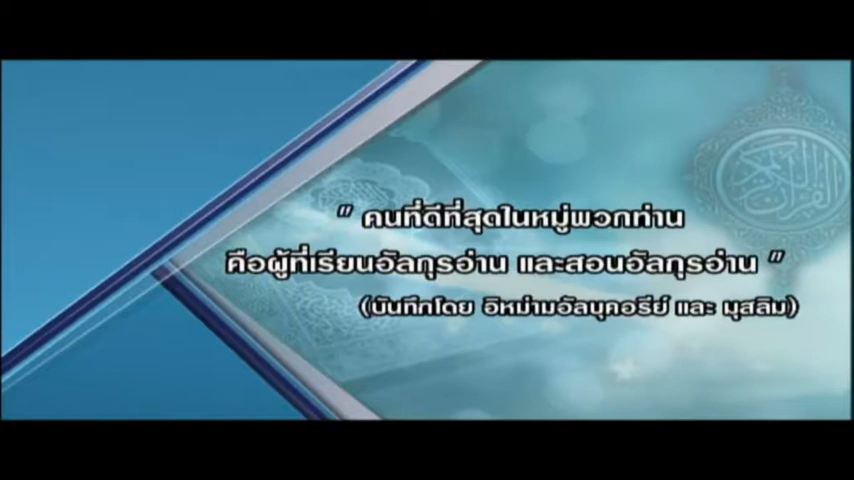 " คนที่ดีที่สุดในหมู่พวกท่าน
คือผู้ที่เรียนอัลกุรอ่าน และสอนอัลกุรอ่าน "
(บันทึกโดย อิหม่ามอัลบุคอรีย์ และ มุสลิม)
القرآن الكريم